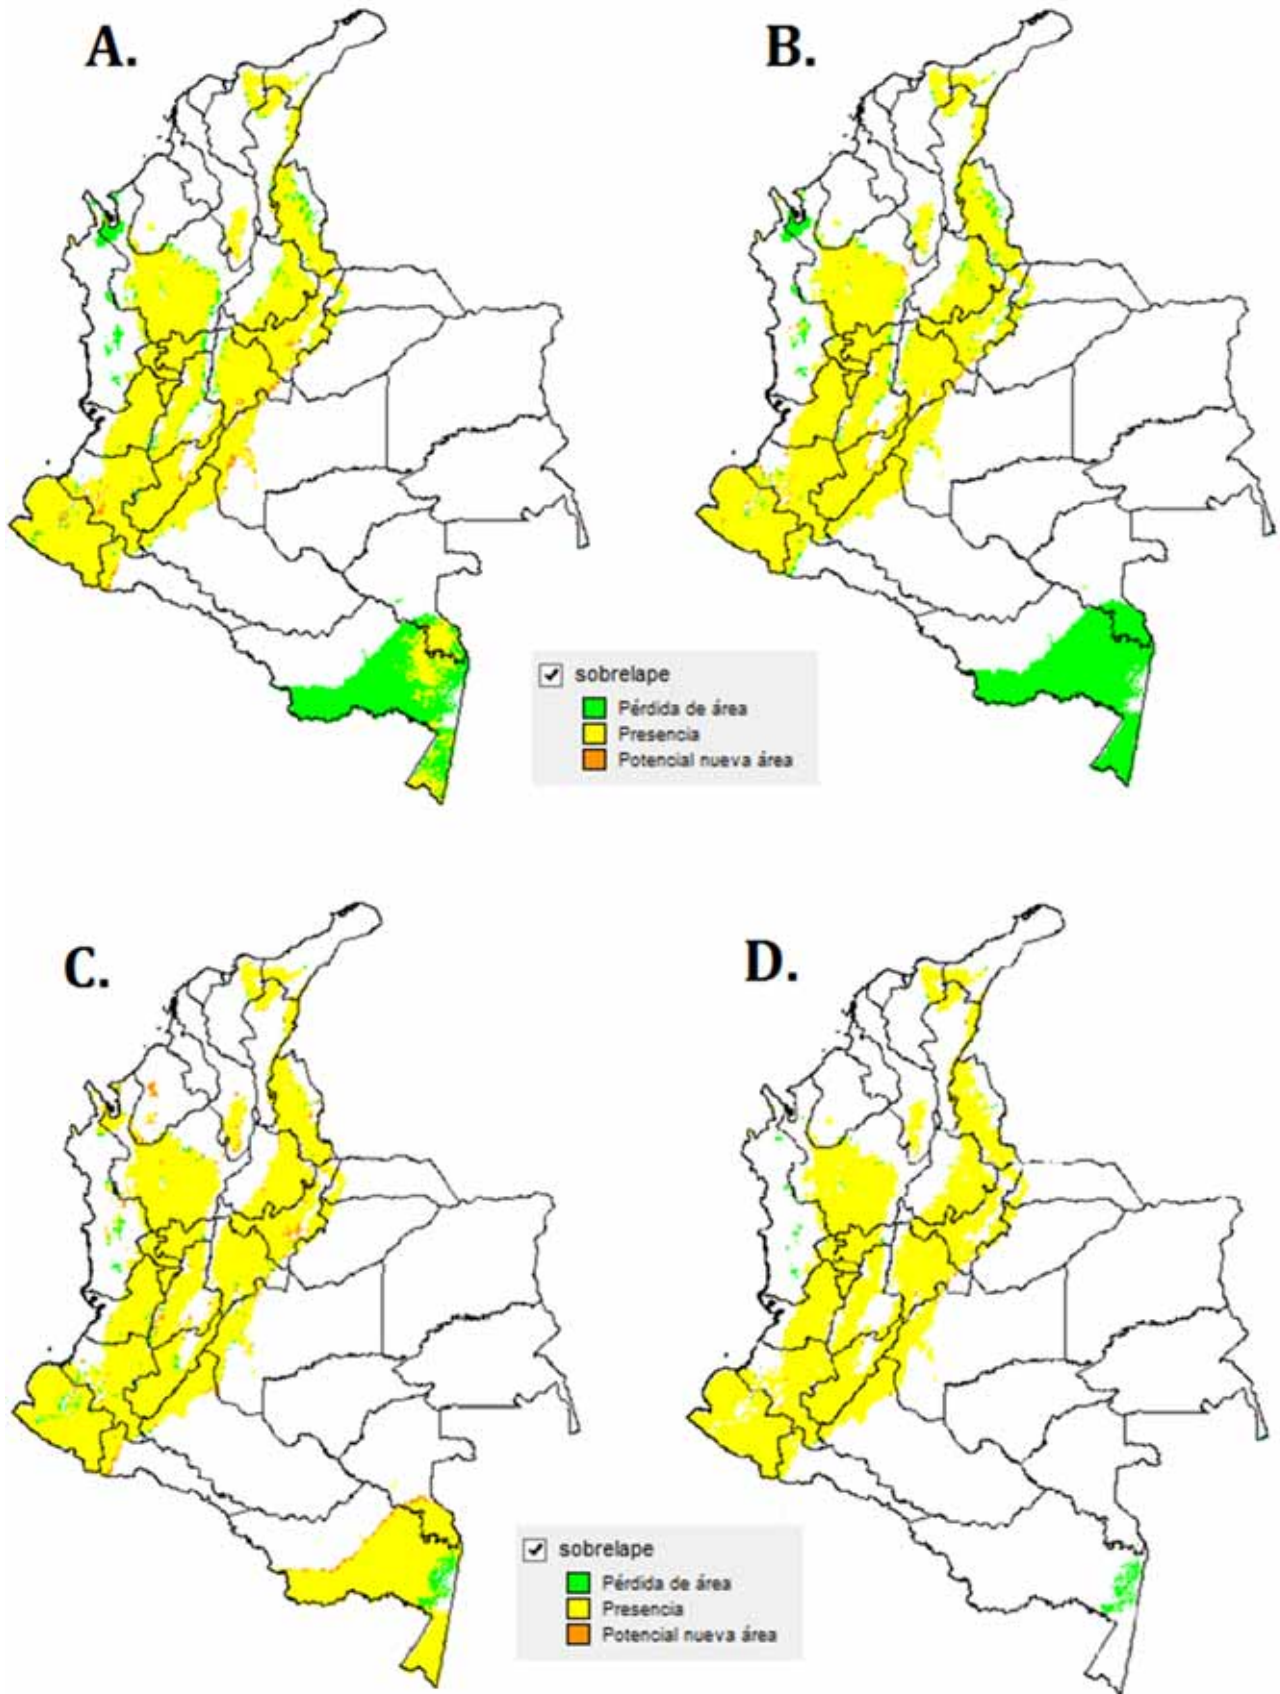 A.
B.
sobrelape
Pérdida de área
Presencia
Potencial nueva área
C.
D.
sobrelape
Pérdida de área
Presencia
Potencial nueva área